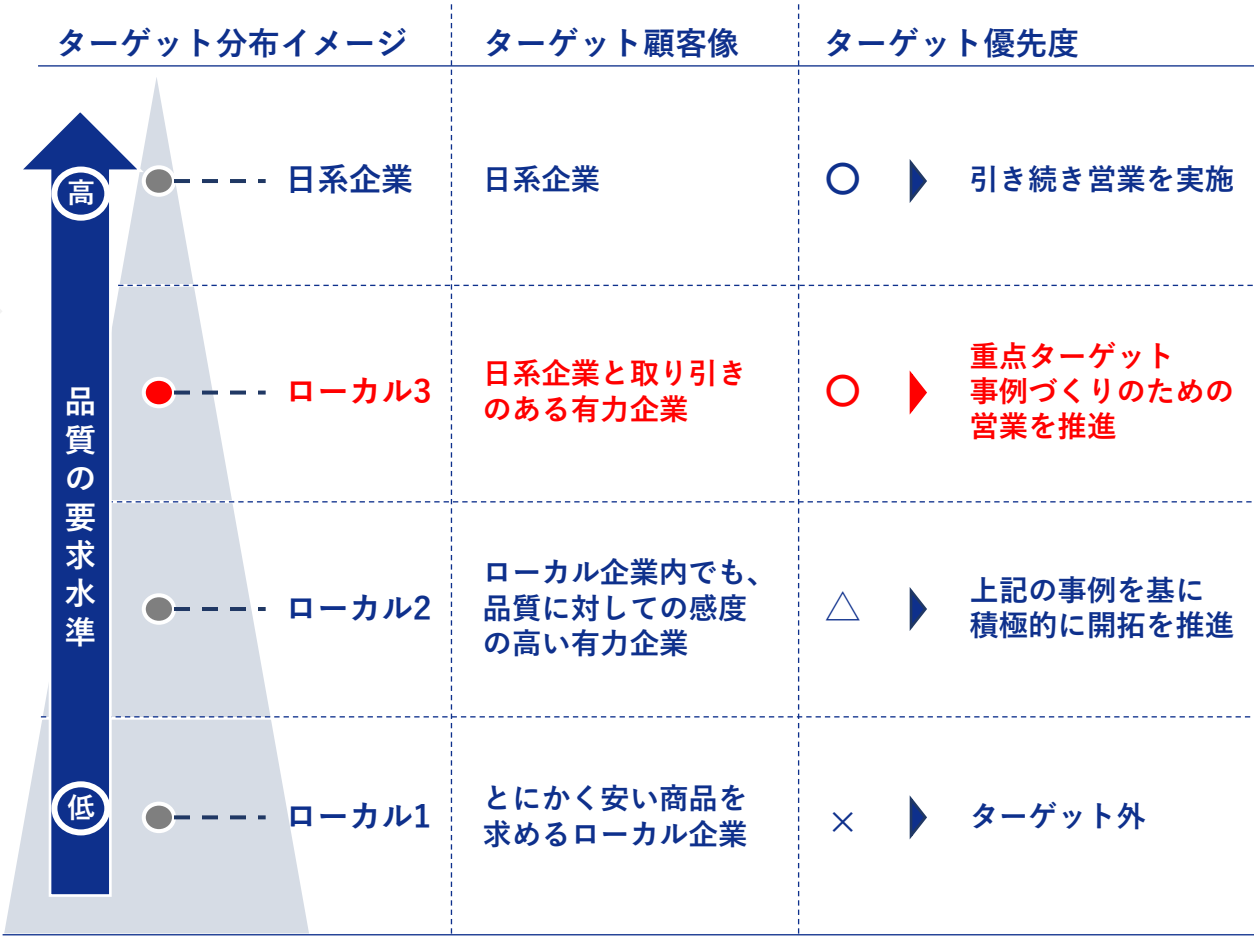 ターゲット分布イメージ
ターゲット顧客像
ターゲット優先度
高
品質の要求水準
低
日系企業
日系企業
○
引き続き営業を実施
ローカル3
日系企業と取り引き
のある有力企業
○
重点ターゲット
事例づくりのための
営業を推進
ローカル2
ローカル企業内でも、
品質に対しての感度
の高い有力企業
△
上記の事例を基に
積極的に開拓を推進
ローカル1
とにかく安い商品を
求めるローカル企業
×
ターゲット外